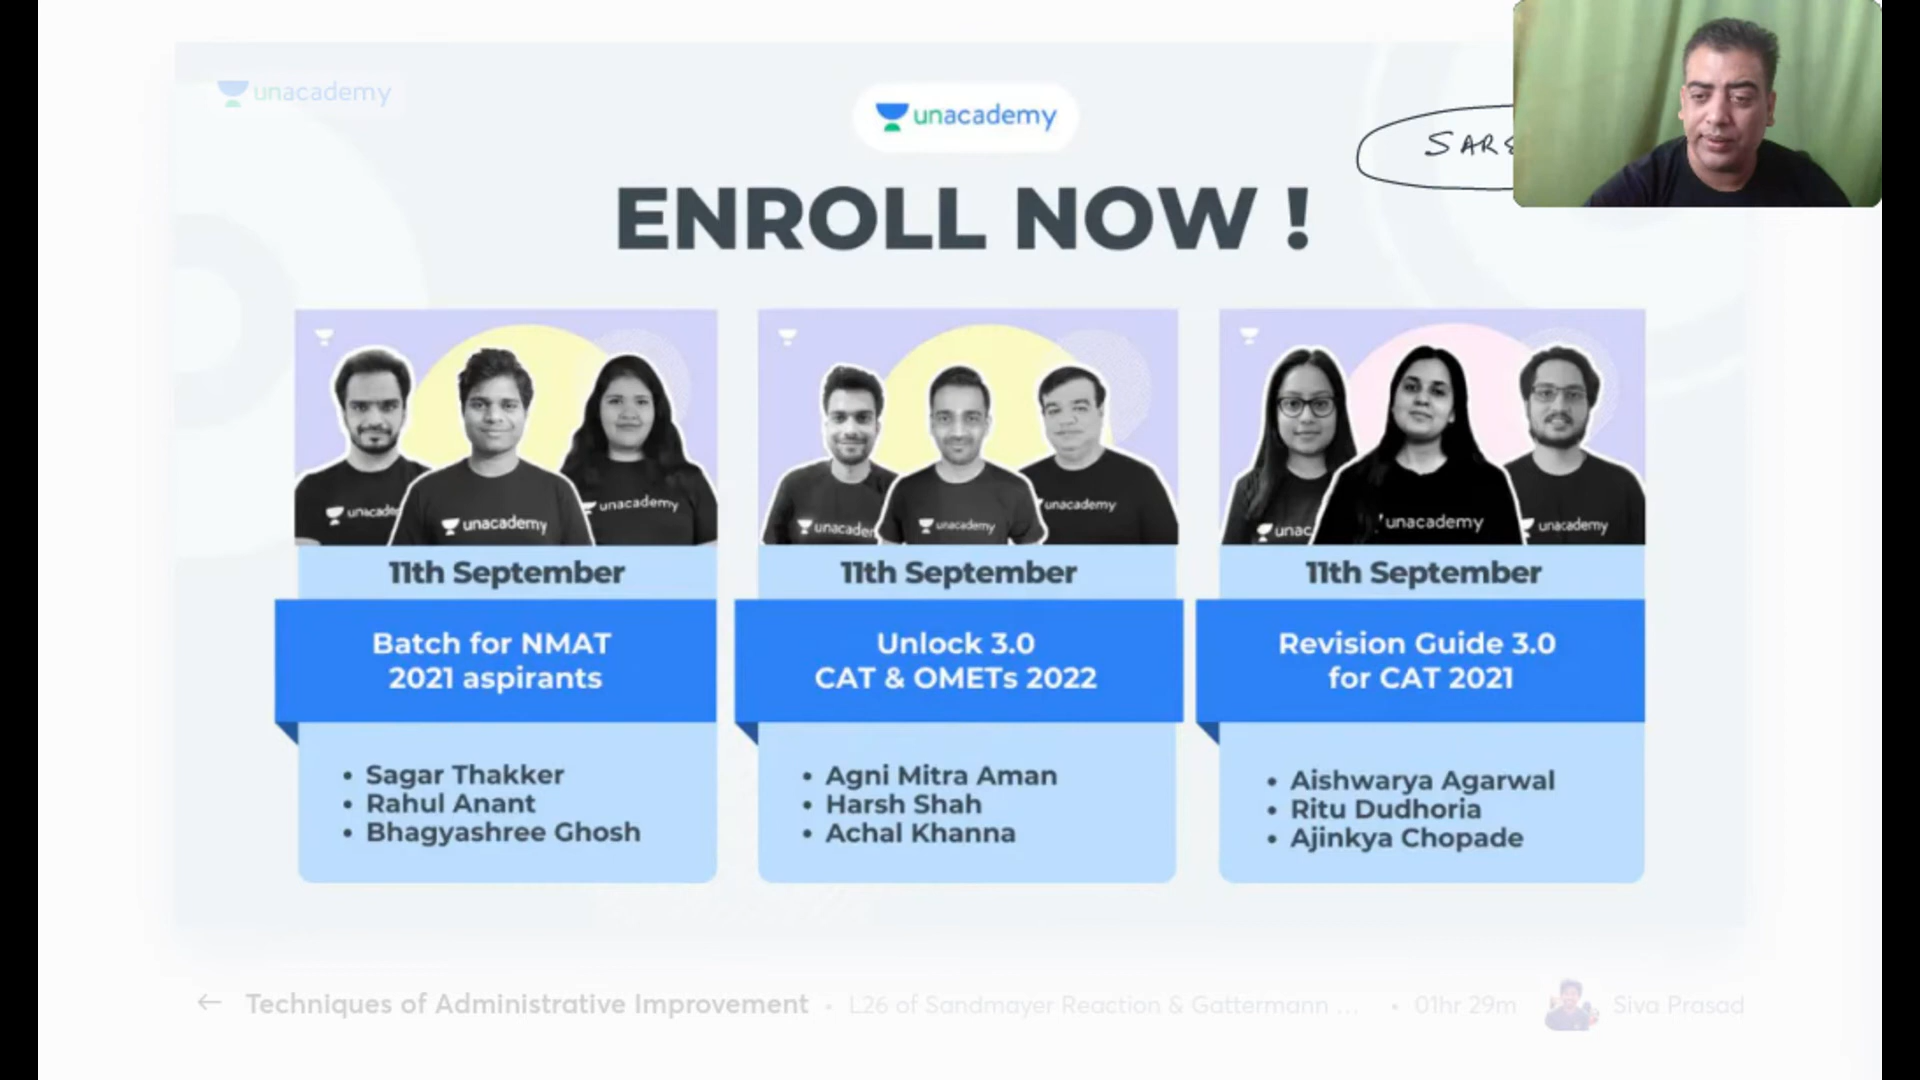 unacademy
unacademy
ENROLL NOW !
unacademy
unacademy
unacademy
unacademy
unacademy
unacademy
unacademy
11th September
Batch for NMAT
2021 aspirants
• Sagar Thakker
• Rahul Anant
• Bhagyashree Ghosh
11th September
Unlock 3.0
CAT & OMETs 2022
• Agni Mitra Aman
• Harsh Shah
• Achal Khanna
11th September
Revision Guide 3.0
for CAT 2021
• Aishwarya Agarwal
• Ritu Dudhoria
• Ajinkya Chopade
← Techniques of Administrative Improvement • L26 of Sandmayer Reaction & Gattermann ... • 01hr 29m Siva Prasad